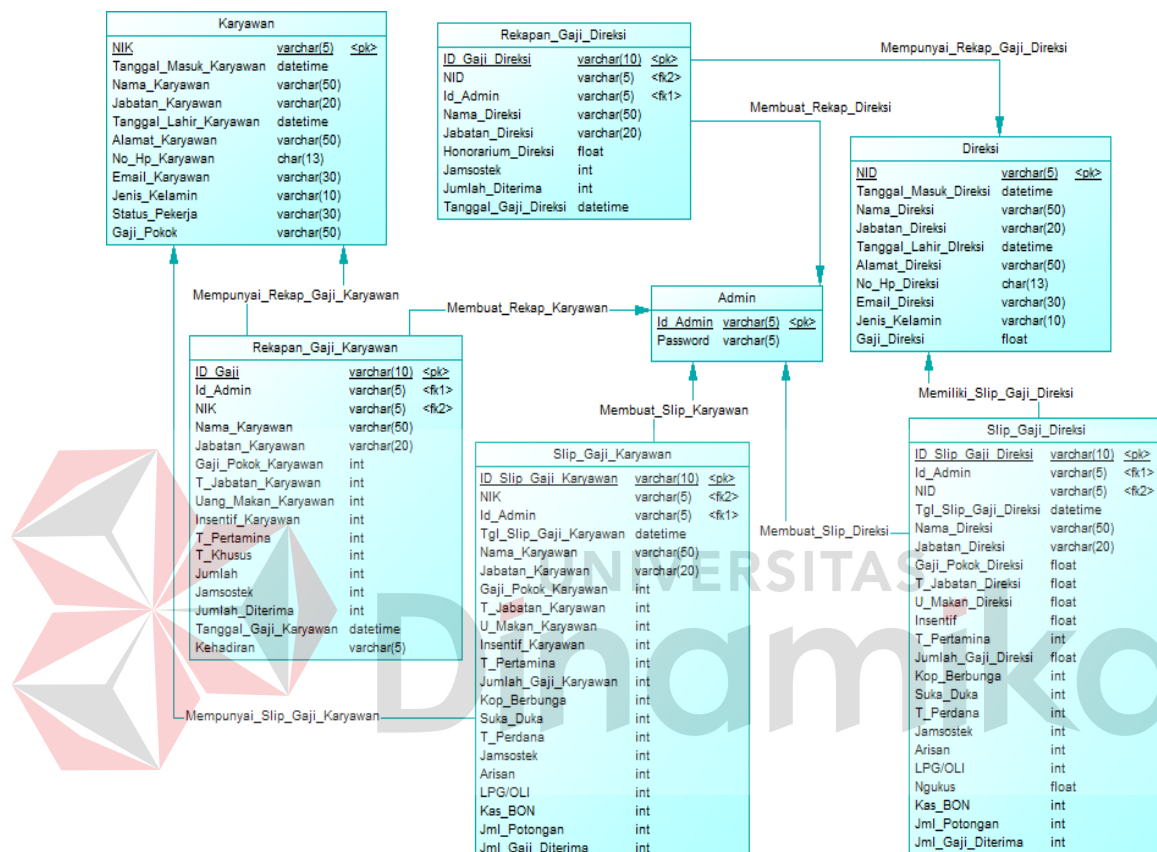 Karyawan
NIK varchar(5) <pk>
Tanggal_Masuk_Karyawan datetime
Nama_Karyawan varchar(50)
Jabatan_Karyawan varchar(20)
Tanggal_Lahir_Karyawan datetime
Alamat_Karyawan varchar(50)
No_Hp_Karyawan char(13)
Email_Karyawan varchar(30)
Jenis_Kelamin varchar(10)
Status_Pekerja varchar(30)
Gaji_Pokok varchar(50)
Rekapan_Gaji_Direksi
ID_Gaji_Direksi varchar(10) <pk>
NID varchar(5) <fk2>
Id_Admin varchar(5) <fk1>
Nama_Direksi varchar(50)
Jabatan_Direksi varchar(20)
Honorarium_Direksi float
Jamsostek int
Jumlah_Diterima int
Tanggal_Gaji_Direksi datetime
Mempunyai_Rekap_Gaji_Direksi
Membuat_Rekap_Direksi
Direksi
NID varchar(5) <pk>
Tanggal_Masuk_Direksi datetime
Nama_Direksi varchar(50)
Jabatan_Direksi varchar(20)
Tanggal_Lahir_DIreksi datetime
Alamat_Direksi varchar(50)
No_Hp_Direksi char(13)
Email_Direksi varchar(30)
Jenis_Kelamin varchar(10)
Gaji_Direksi float
Mempunyai_Rekap_Gaji_Karyawan
Membuat_Rekap_Karyawan
Admin
Id_Admin varchar(5) <pk>
Password varchar(5)
Rekapan_Gaji_Karyawan
ID_Gaji varchar(10) <pk>
Id_Admin varchar(5) <fk1>
NIK varchar(5) <fk2>
Nama_Karyawan varchar(50)
Jabatan_Karyawan varchar(20)
Gaji_Pokok_Karyawan int
T_Jabatan_Karyawan int
Uang_Makan_Karyawan int
Insentif_Karyawan int
T_Pertamina int
T_Khusus int
Jumlah int
Jamsostek int
Jumlah_Diterima int
Tanggal_Gaji_Karyawan datetime
Kehadiran varchar(5)
Membuat_Slip_Karyawan
Memiliki_Slip_Gaji_Direksi
Slip_Gaji_Karyawan
ID_Slip_Gaji_Karyawan varchar(10) <pk>
NIK varchar(5) <fk2>
Id_Admin varchar(5) <fk1>
Tgl_Slip_Gaji_Karyawan datetime
Nama_Karyawan varchar(50)
Jabatan_Karyawan varchar(20)
Gaji_Pokok_Karyawan int
T_Jabatan_Karyawan int
U_Makan_Karyawan int
Insentif_Karyawan int
T_Pertamina int
Jumlah_Gaji_Karyawan int
Kop_Berbunga int
Suka_Duka int
T_Perdana int
Jamsostek int
Arisan int
LPG/OLI int
Kas_BON int
Jml_Potongan int
Jml_Gaji_Diterima int
Membuat_Slip_Direksi
Mempunyai_Slip_Gaji_Karyawan
Slip_Gaji_Direksi
ID_Slip_Gaji_Direksi varchar(10) <pk>
Id_Admin varchar(5) <fk1>
NID varchar(5) <fk2>
Tgl_Slip_Gaji_Direksi datetime
Nama_Direksi varchar(50)
Jabatan_Direksi varchar(20)
Gaji_Pokok_Direksi float
T_Jabatan_Direksi float
U_Makan_Direksi float
Insentif float
T_Pertamina int
Jumlah_Gaji_Direksi float
Kop_Berbunga int
Suka_Duka int
T_Perdana int
Jamsostek int
Arisan int
LPG/OLI int
Ngukus float
Kas_BON int
Jml_Potongan int
Jml_Gaji_Diterima int
UNIVERSITAS
Dinamika